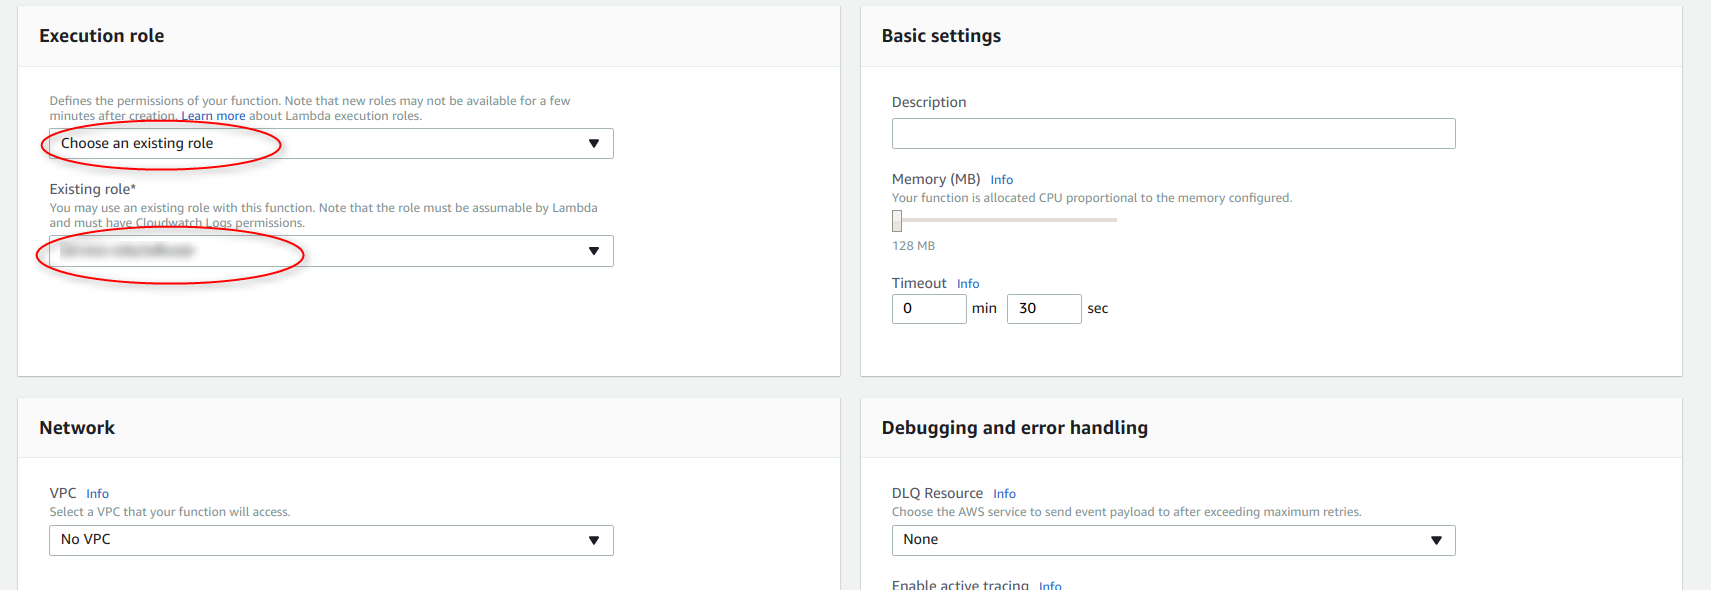 Execution role
Defines the permissions of your function. Note that new roles may not be available for a few
minutes after creation. Learn more about Lambda execution roles.
Choose an existing role
Existing role*
You may use an existing role with this function. Note that the role must be assumable by Lambda
and must have Cloudwatch Logs permissions.
Basic settings
Description
Memory (MB) Info
Your function is allocated CPU proportional to the memory configured.
128 MB
Timeout Info
0 min 30 sec
Network
VPC Info
Select a VPC that your function will access.
No VPC
Debugging and error handling
DLQ Resource Info
Choose the AWS service to send event payload to after exceeding maximum retries.
None
Enable active tracing Info